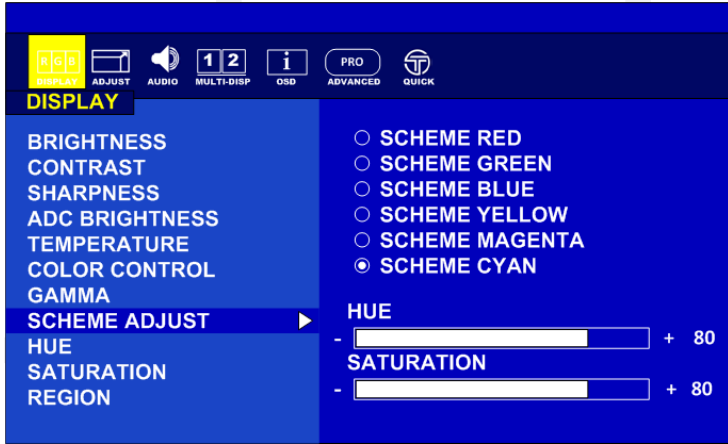 RGB
DISPLAY
ADJUST
AUDIO
1 2
MULTI-DISP
i
OSD
PRO
ADVANCED
QUICK
DISPLAY
BRIGHTNESS
CONTRAST
SHARPNESS
ADC BRIGHTNESS
TEMPERATURE
COLOR CONTROL
GAMMA
SCHEME ADJUST
HUE
SATURATION
REGION
SCHEME RED
SCHEME GREEN
SCHEME BLUE
SCHEME YELLOW
SCHEME MAGENTA
SCHEME CYAN
HUE
- + 80
SATURATION
- + 80